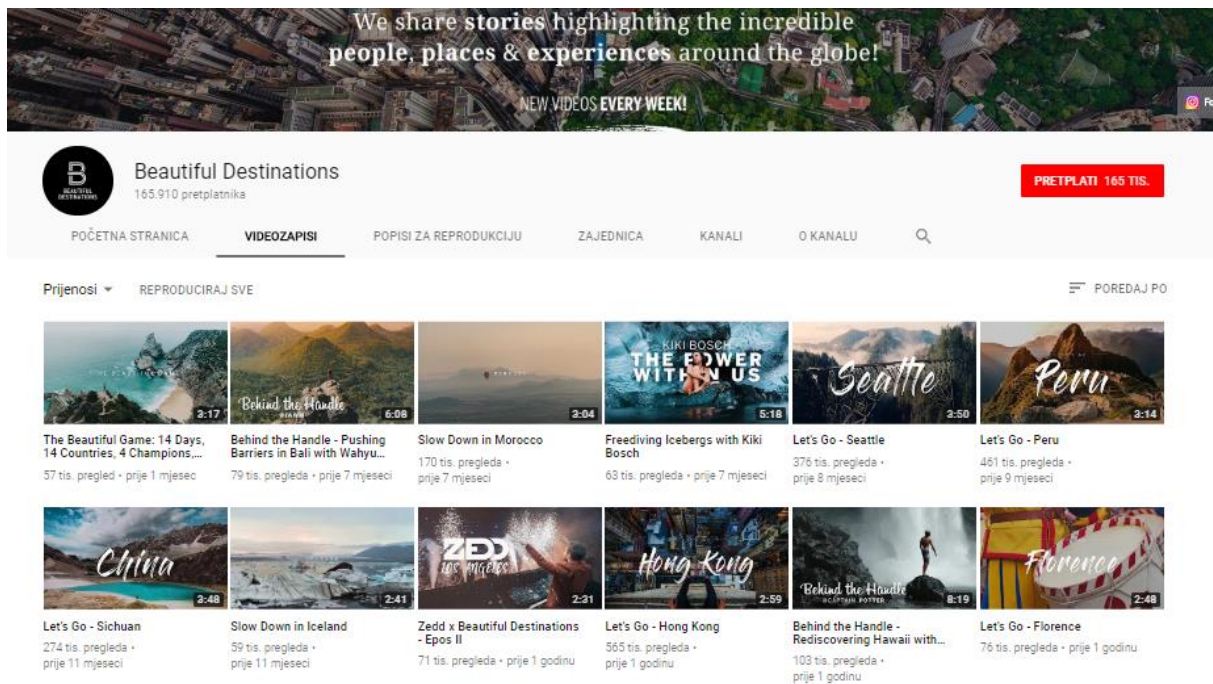 We share stories highlighting the incredible
people, places & experiences around the globe!
NEW VIDEOS EVERY WEEK!
Fo
B
BEAUTIFUL
DESTINATIONS
Beautiful Destinations
165.910 pretplatnika
PRETPLATI 165 TIS.
POČETNA STRANICA VIDEOZAPISI POPISI ZA REPRODUKCIJU ZAJEDNICA KANALI O KANALU
Prijenosi REPRODUCIRAJ SVE POREDAJ PO
THE BEAUTIFUL GAME
3:17
Behind the Handle
6:08
3:04
KIKI BOSCH
THE POWER
WITHIN US
5:18
Seattle
3:50
Peru
3:14
The Beautiful Game: 14 Days,
14 Countries, 4 Champions,...
57 tis. pregled • prije 1 mjesec
Behind the Handle - Pushing
Barriers in Bali with Wahyu...
79 tis. pregleda • prije 7 mjeseci
Slow Down in Morocco
170 tis. pregleda •
prije 7 mjeseci
Freediving Icebergs with Kiki
Bosch
63 tis. pregleda • prije 7 mjeseci
Let's Go - Seattle
376 tis. pregleda •
prije 8 mjeseci
Let's Go - Peru
461 tis. pregleda •
prije 9 mjeseci
China
3:48
2:41
ZEDD
LOS ANGELES
2:31
Hong Kong
2:59
Behind the Handle
CAPTAIN POTTER
8:19
Florence
2:48
Let's Go - Sichuan
274 tis. pregleda •
prije 11 mjeseci
Slow Down in Iceland
59 tis. pregleda •
prije 11 mjeseci
Zedd x Beautiful Destinations
- Epos II
71 tis. pregleda • prije 1 godinu
Let's Go - Hong Kong
565 tis. pregleda •
prije 1 godinu
Behind the Handle -
Rediscovering Hawaii with...
103 tis. pregleda •
prije 1 godinu
Let's Go - Florence
76 tis. pregleda • prije 1 godinu